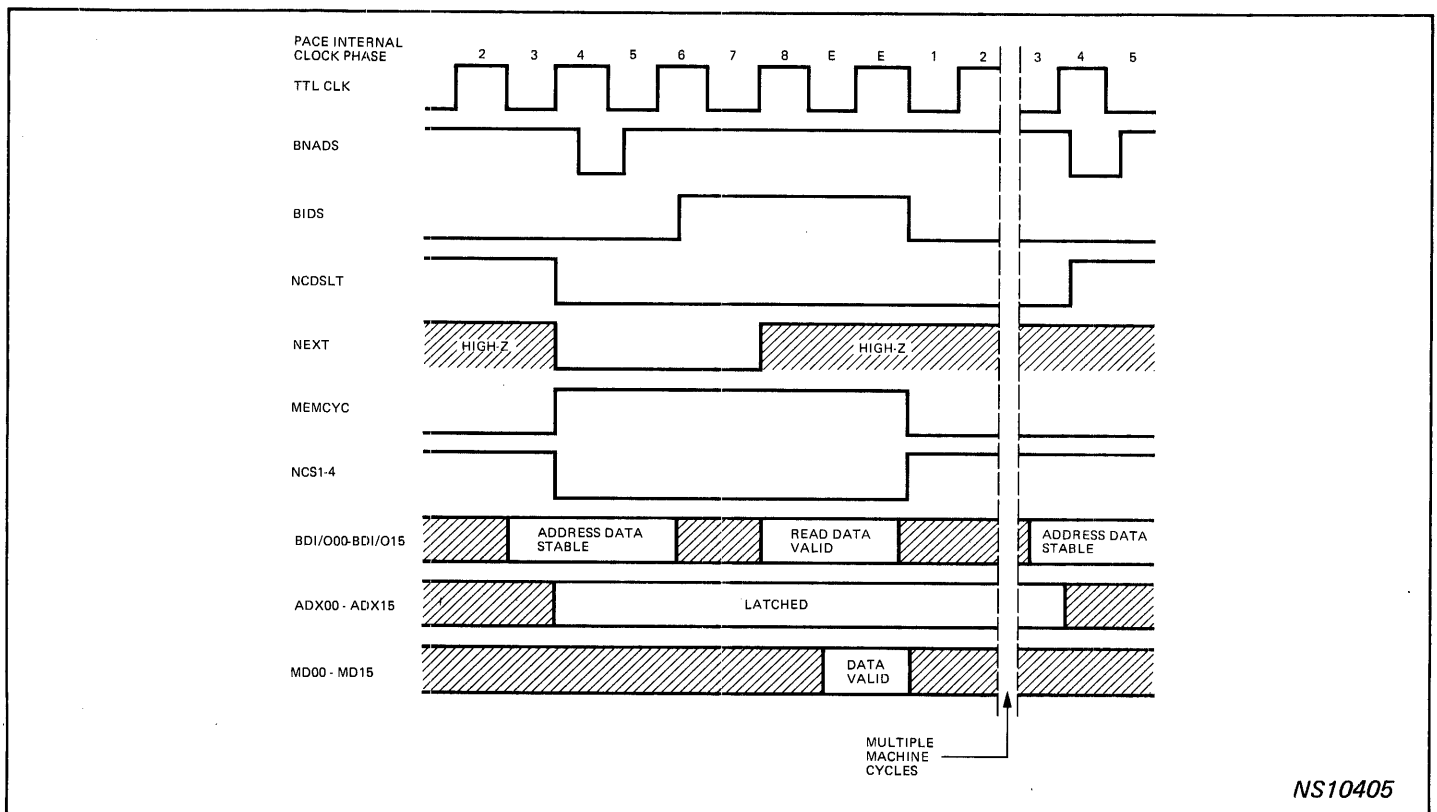 PACE INTERNAL
CLOCK PHASE
2 3 4 5 6 7 8 E E 1 2 3 4 5
TTL CLK
BNADS
BIDS
NCDSLT
NEXT
HIGH-Z
HIGH-Z
MEMCYC
NCS1-4
BDI/O00-BDI/O15
ADDRESS DATA
STABLE
READ DATA
VALID
ADDRESS DATA
STABLE
ADX00 - ADX15
LATCHED
MD00 - MD15
DATA
VALID
MULTIPLE
MACHINE
CYCLES
NS10405